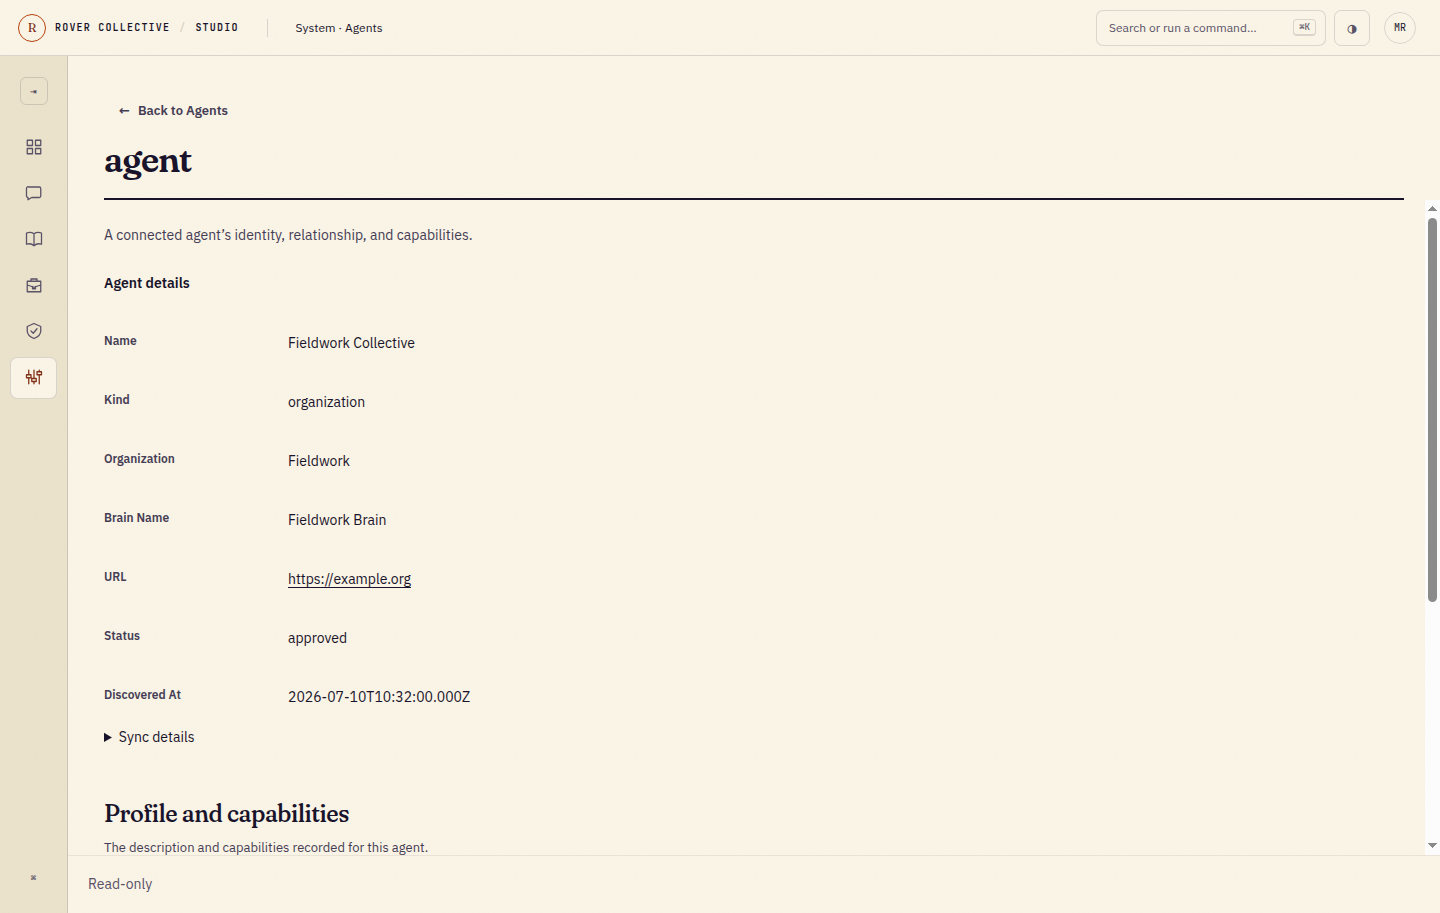 R ROVER COLLECTIVE / STUDIO System · Agents Search or run a command... ⌘K MR
← Back to Agents
agent
A connected agent’s identity, relationship, and capabilities.
Agent details
Name Fieldwork Collective
Kind organization
Organization Fieldwork
Brain Name Fieldwork Brain
URL https://example.org
Status approved
Discovered At 2026-07-10T10:32:00.000Z
▶ Sync details
Profile and capabilities
The description and capabilities recorded for this agent.
⌘
Read-only